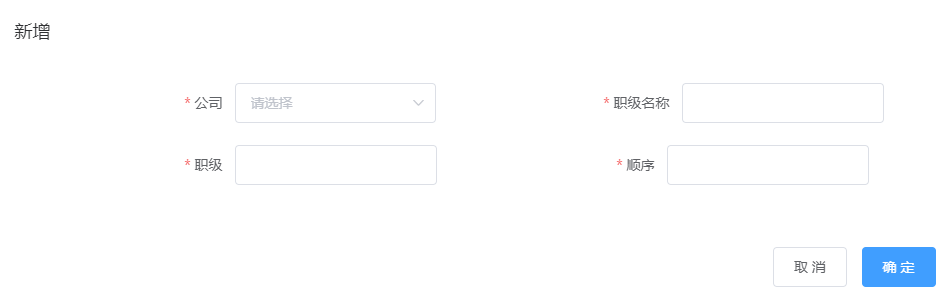 新增
* 公司 请选择 * 职级名称
* 职级 * 顺序
取 消 确 定